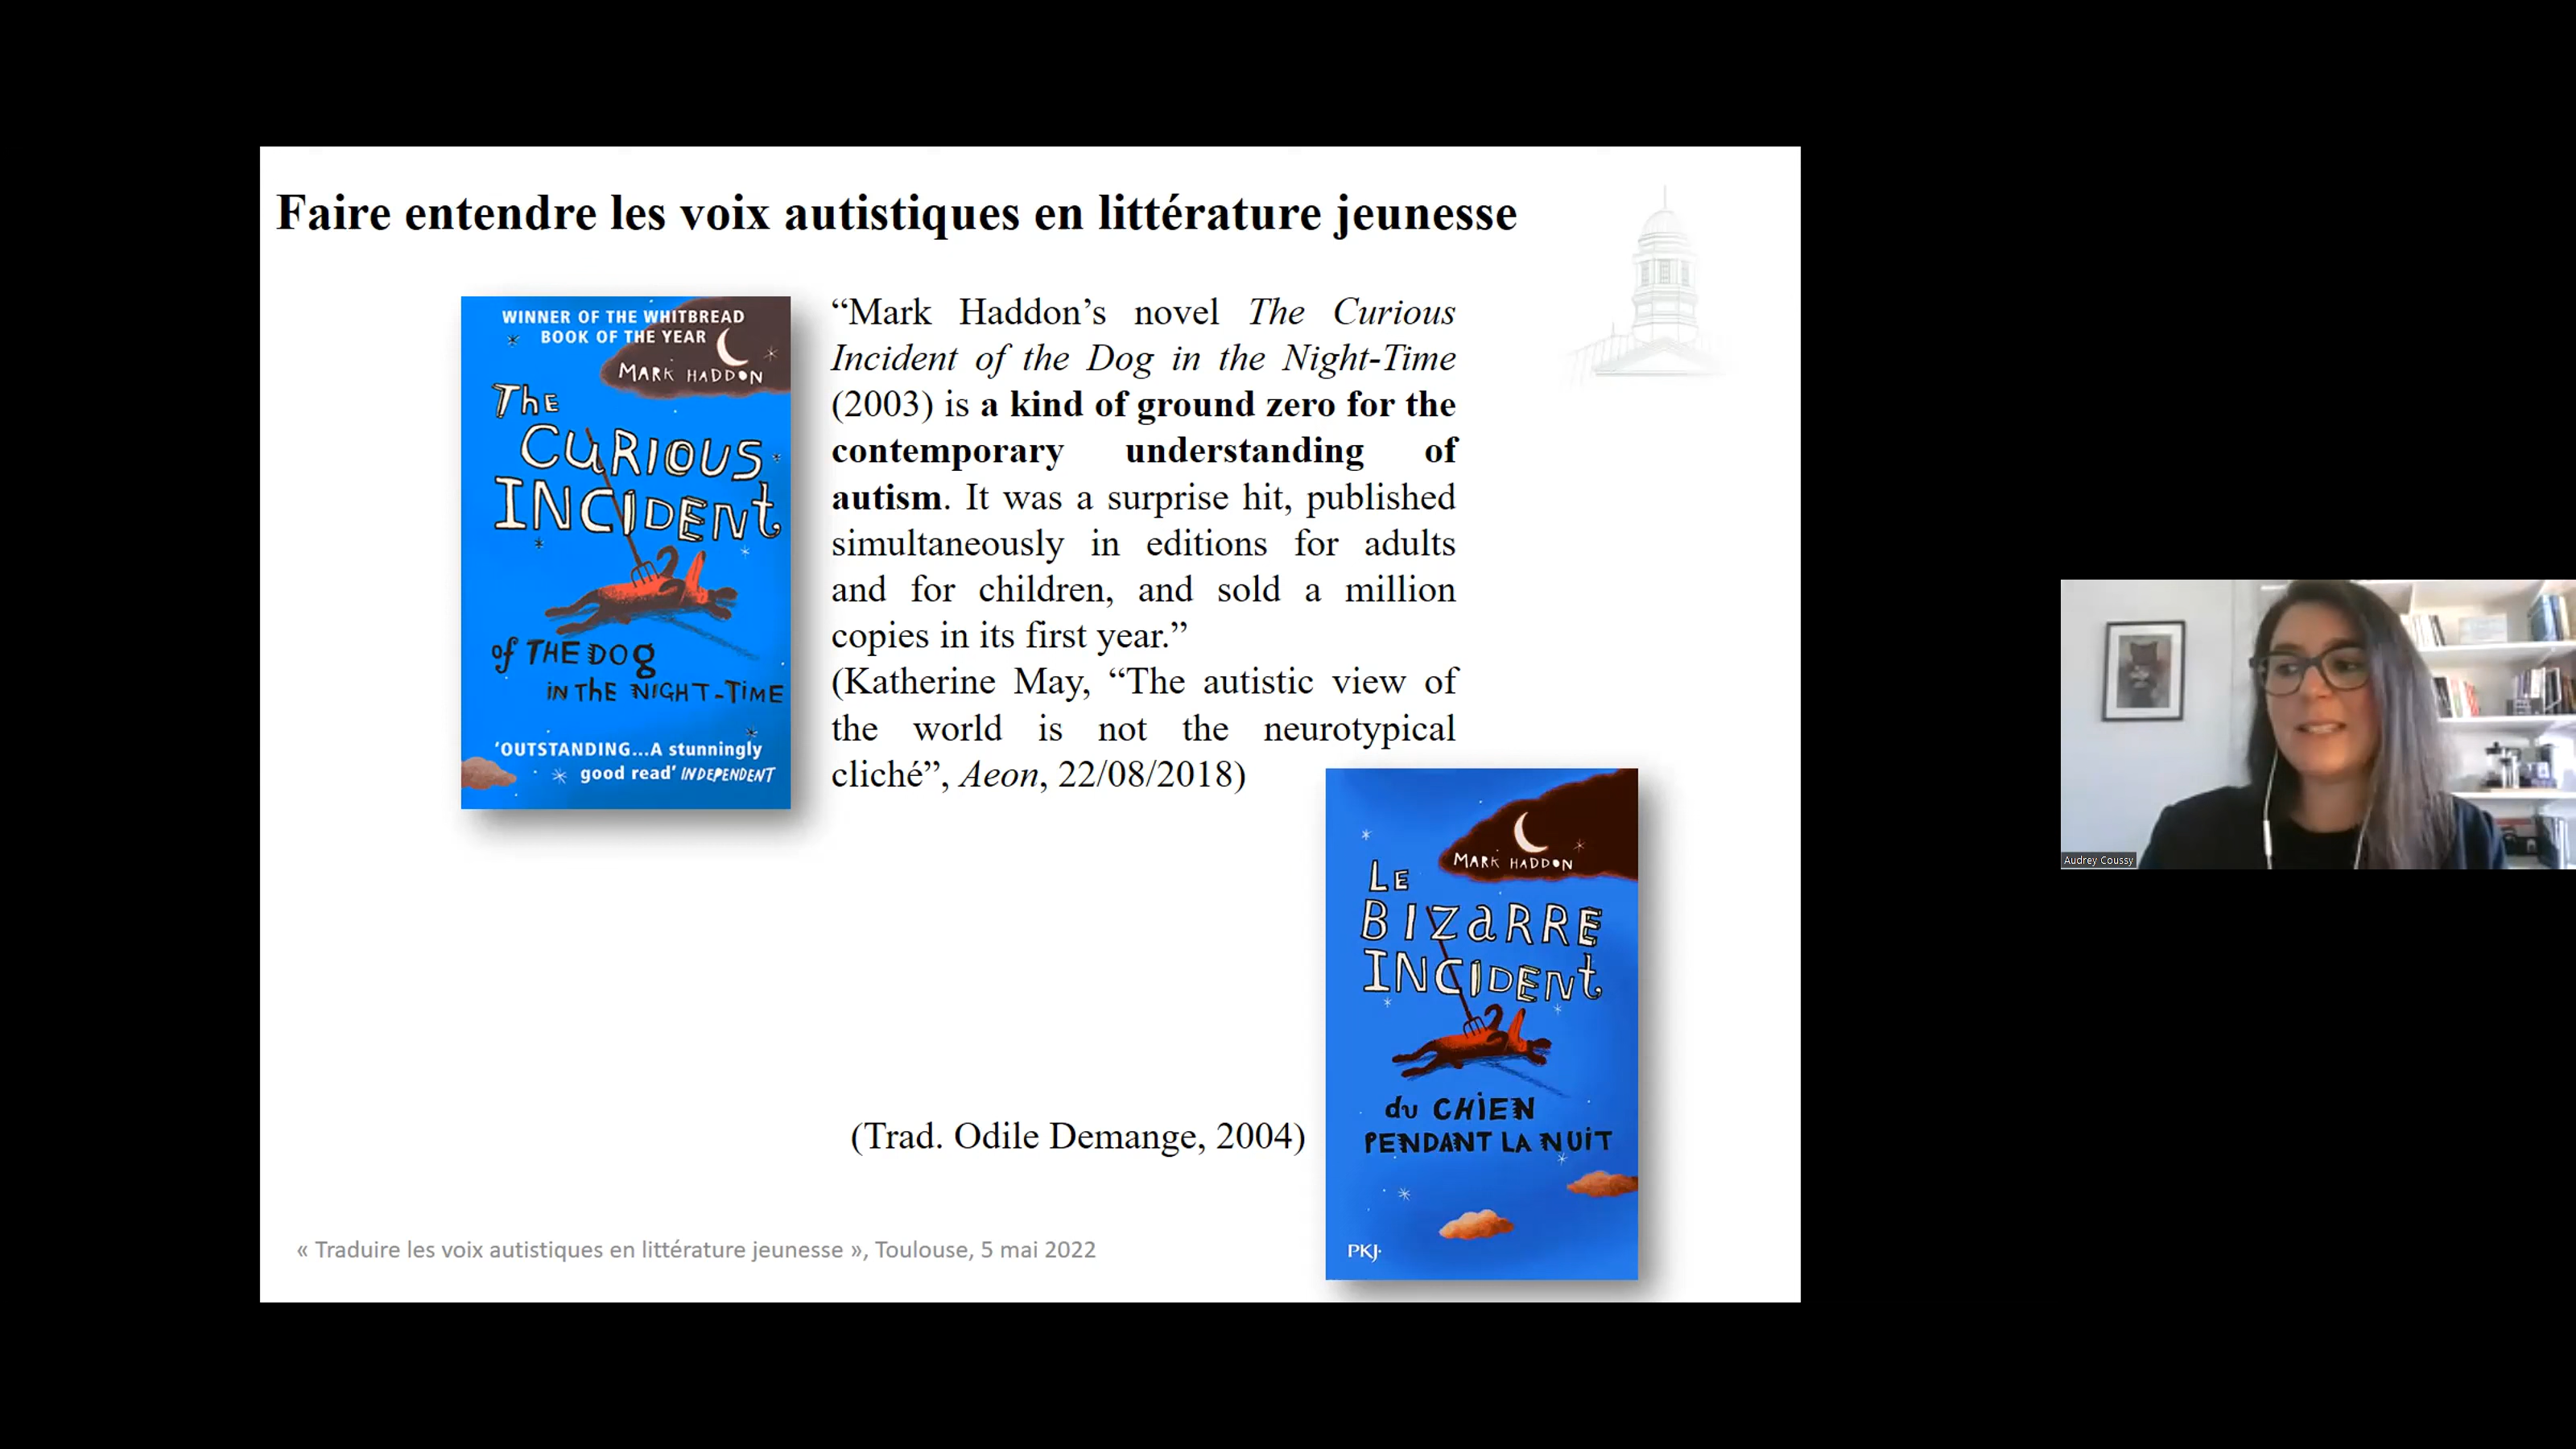 Faire entendre les voix autistiques en littérature jeunesse
WINNER OF THE WHITBREAD
BOOK OF THE YEAR
MARK HADDON
The
CURIOUS
INCIDENt
of THE DOg
iN ThE NIGHT-TiME
‘OUTSTANDING...A stunningly
good read’ INDEPENDENT
“Mark Haddon’s novel The Curious
Incident of the Dog in the Night-Time
(2003) is a kind of ground zero for the
contemporary understanding of
autism. It was a surprise hit, published
simultaneously in editions for adults
and for children, and sold a million
copies in its first year.”
(Katherine May, “The autistic view of
the world is not the neurotypical
cliché”, Aeon, 22/08/2018)
MARK HADDON
LE
BIZaRRE
INCIDENt
du CHiEN
PENDANT LA NUiT
PKJ·
(Trad. Odile Demange, 2004)
« Traduire les voix autistiques en littérature jeunesse », Toulouse, 5 mai 2022
Audrey Coussy